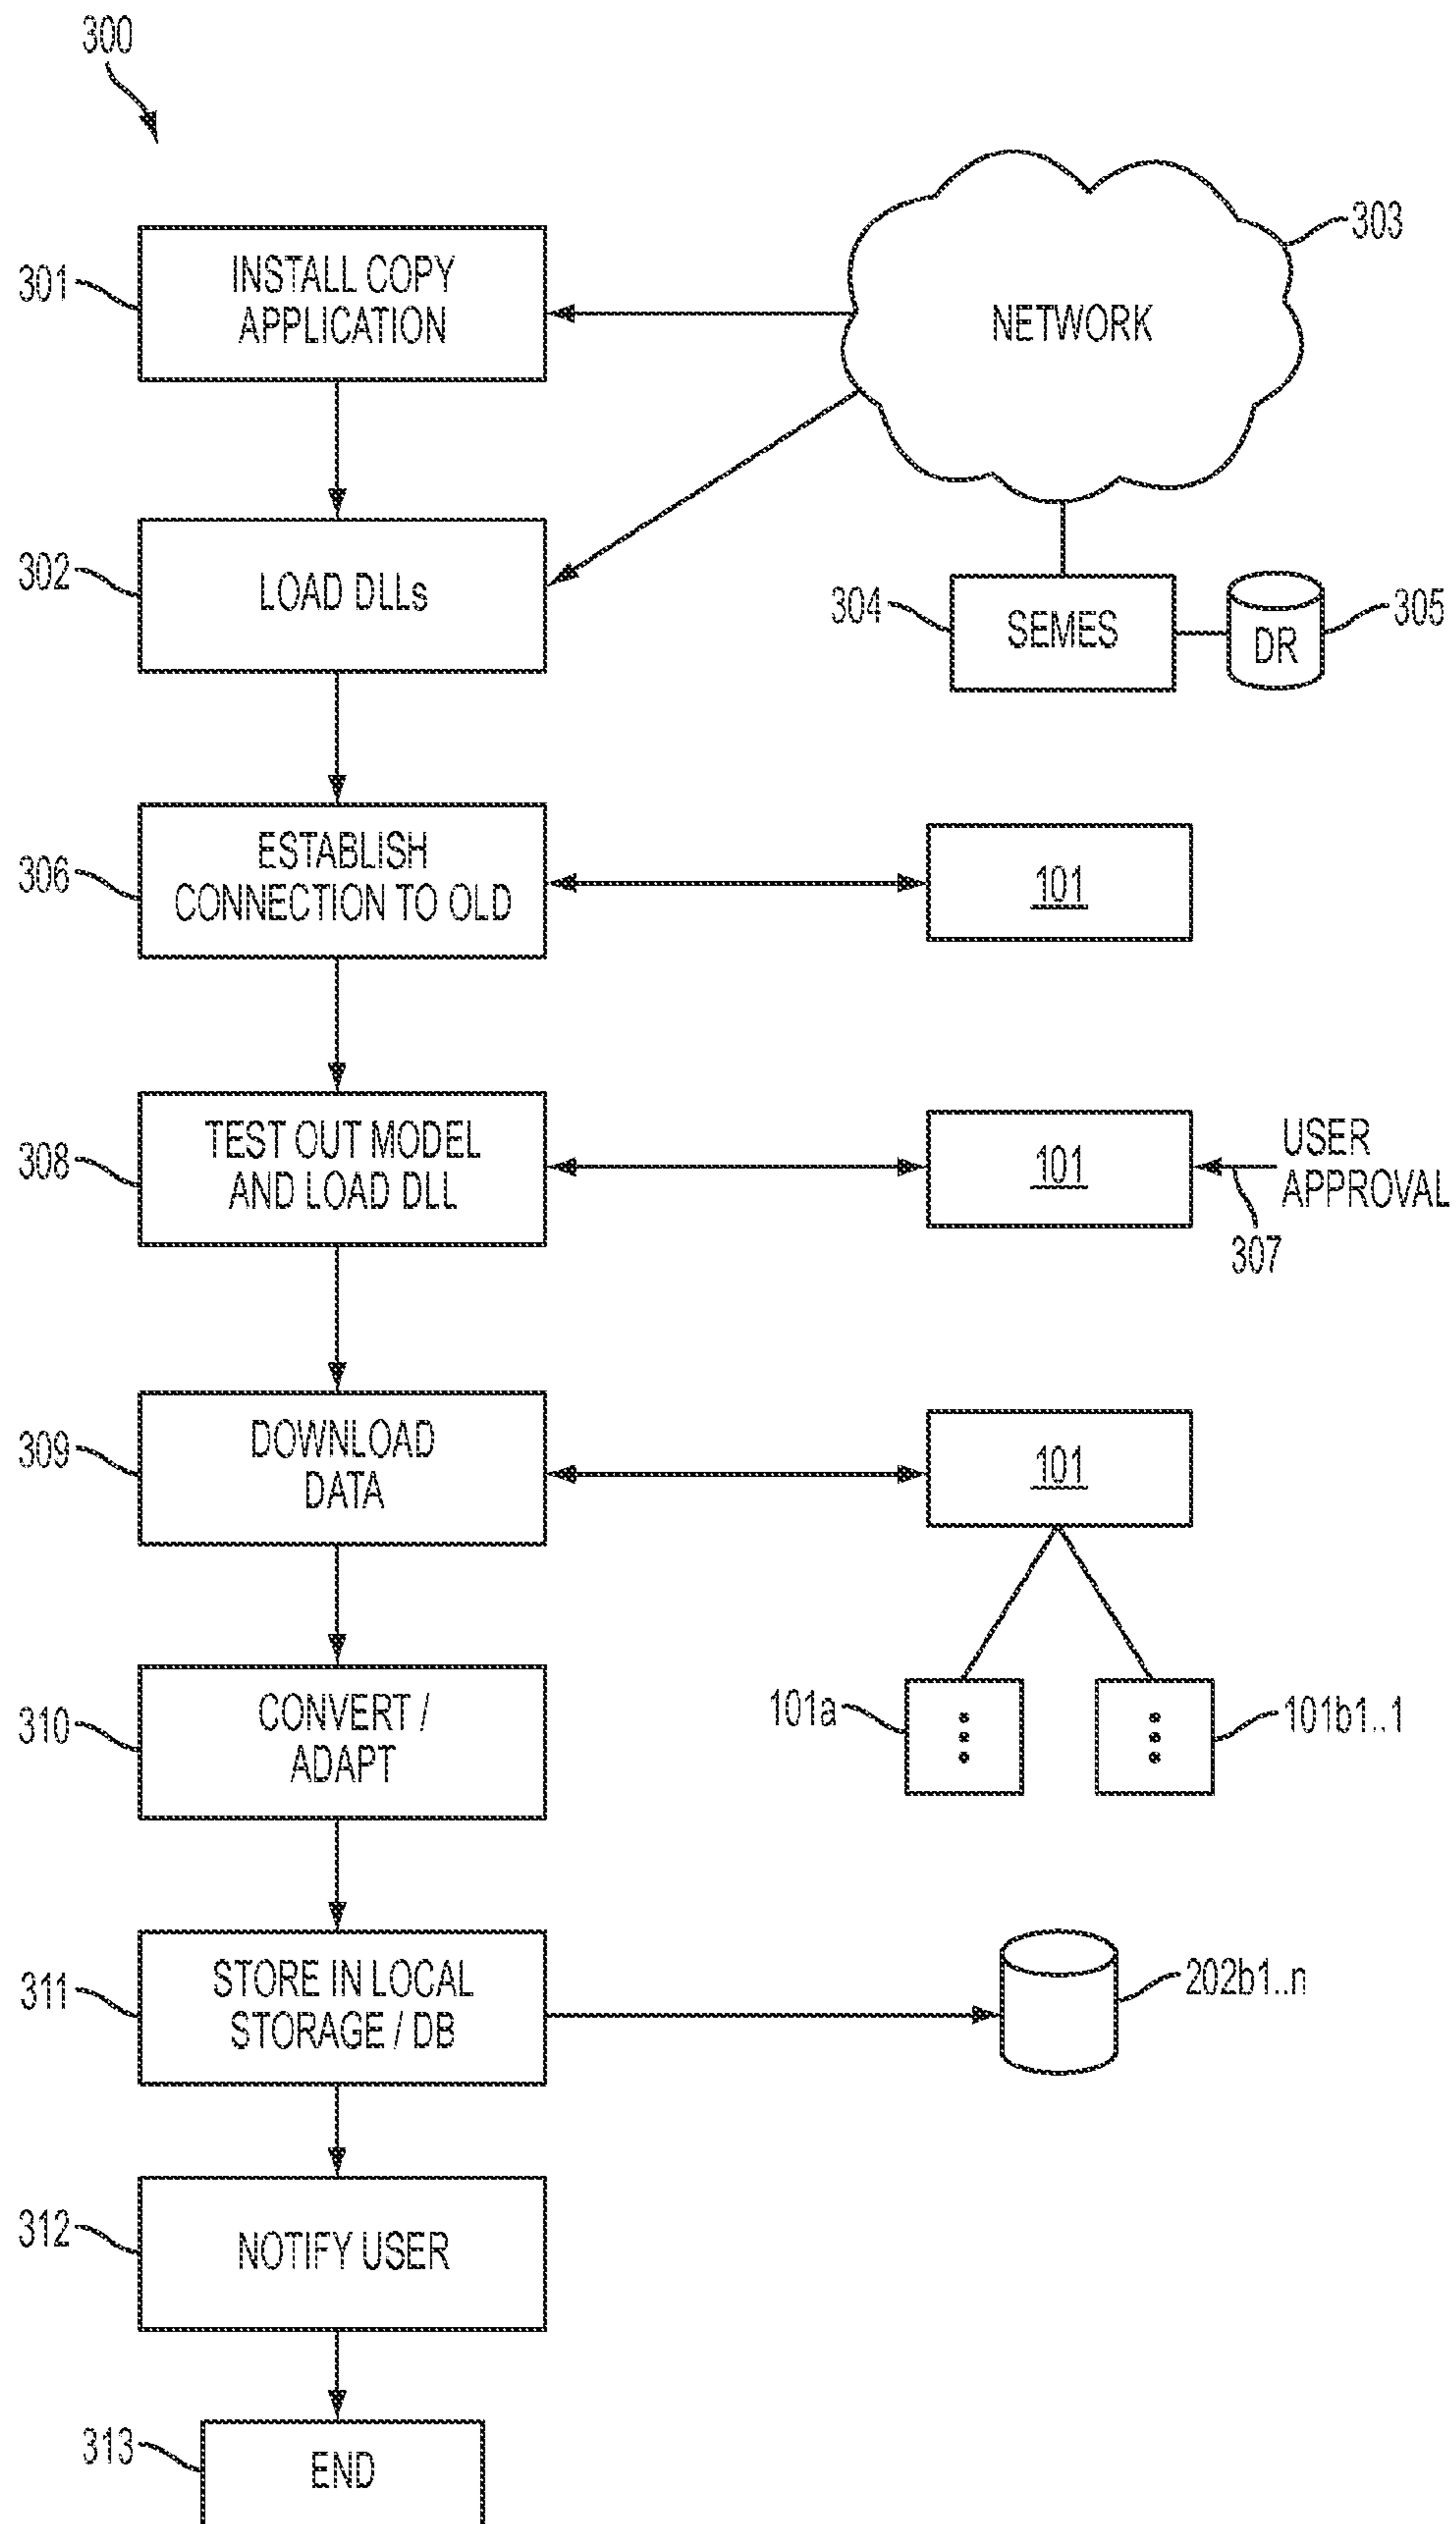 300
301
INSTALL COPY
APPLICATION
NETWORK
303
302
LOAD DLLs
304
SEMES
DR
305
306
ESTABLISH
CONNECTION TO OLD
101
308
TEST OUT MODEL
AND LOAD DLL
101
USER
APPROVAL
307
309
DOWNLOAD
DATA
101
310
CONVERT /
ADAPT
101a
101b1..1
311
STORE IN LOCAL
STORAGE / DB
202b1..n
312
NOTIFY USER
313
END